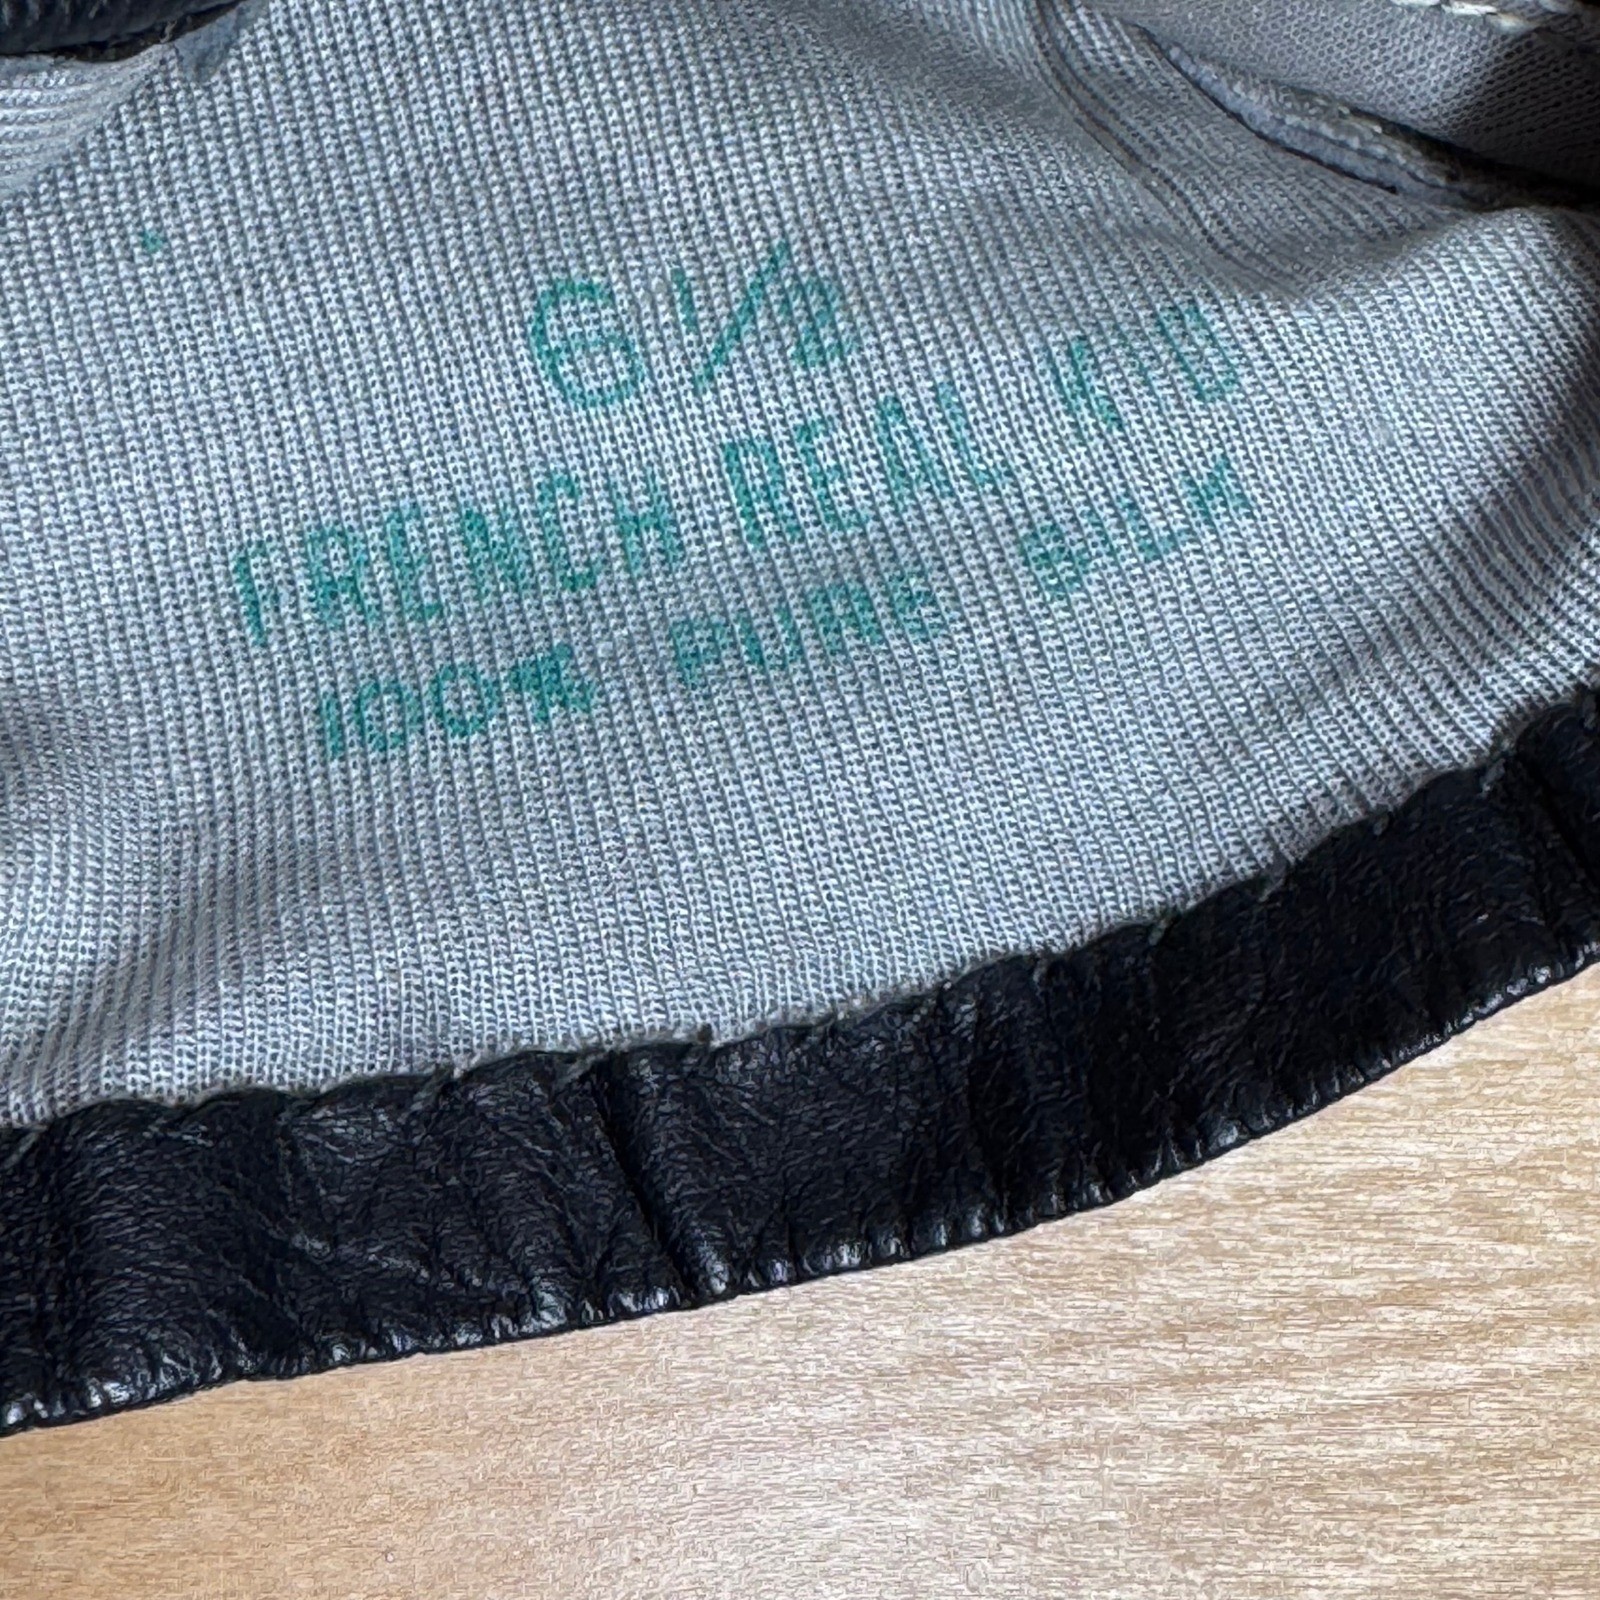 6 1/2
FRENCH REAL KID
100% PURE SILK